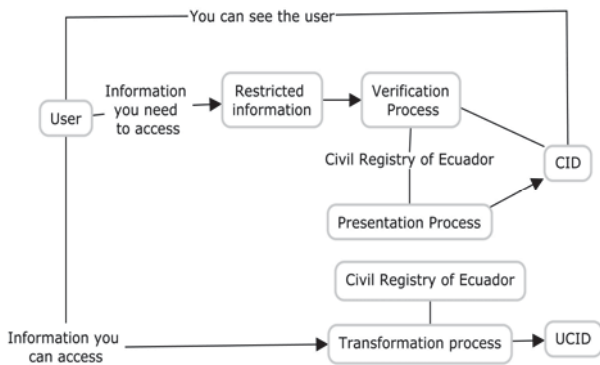 You can see the user
Information
you need
to access
Restricted
information
Verification
Process
User
Civil Registry of Ecuador
CID
Presentation Process
Civil Registry of Ecuador
Information you
can access
Transformation process
UCID